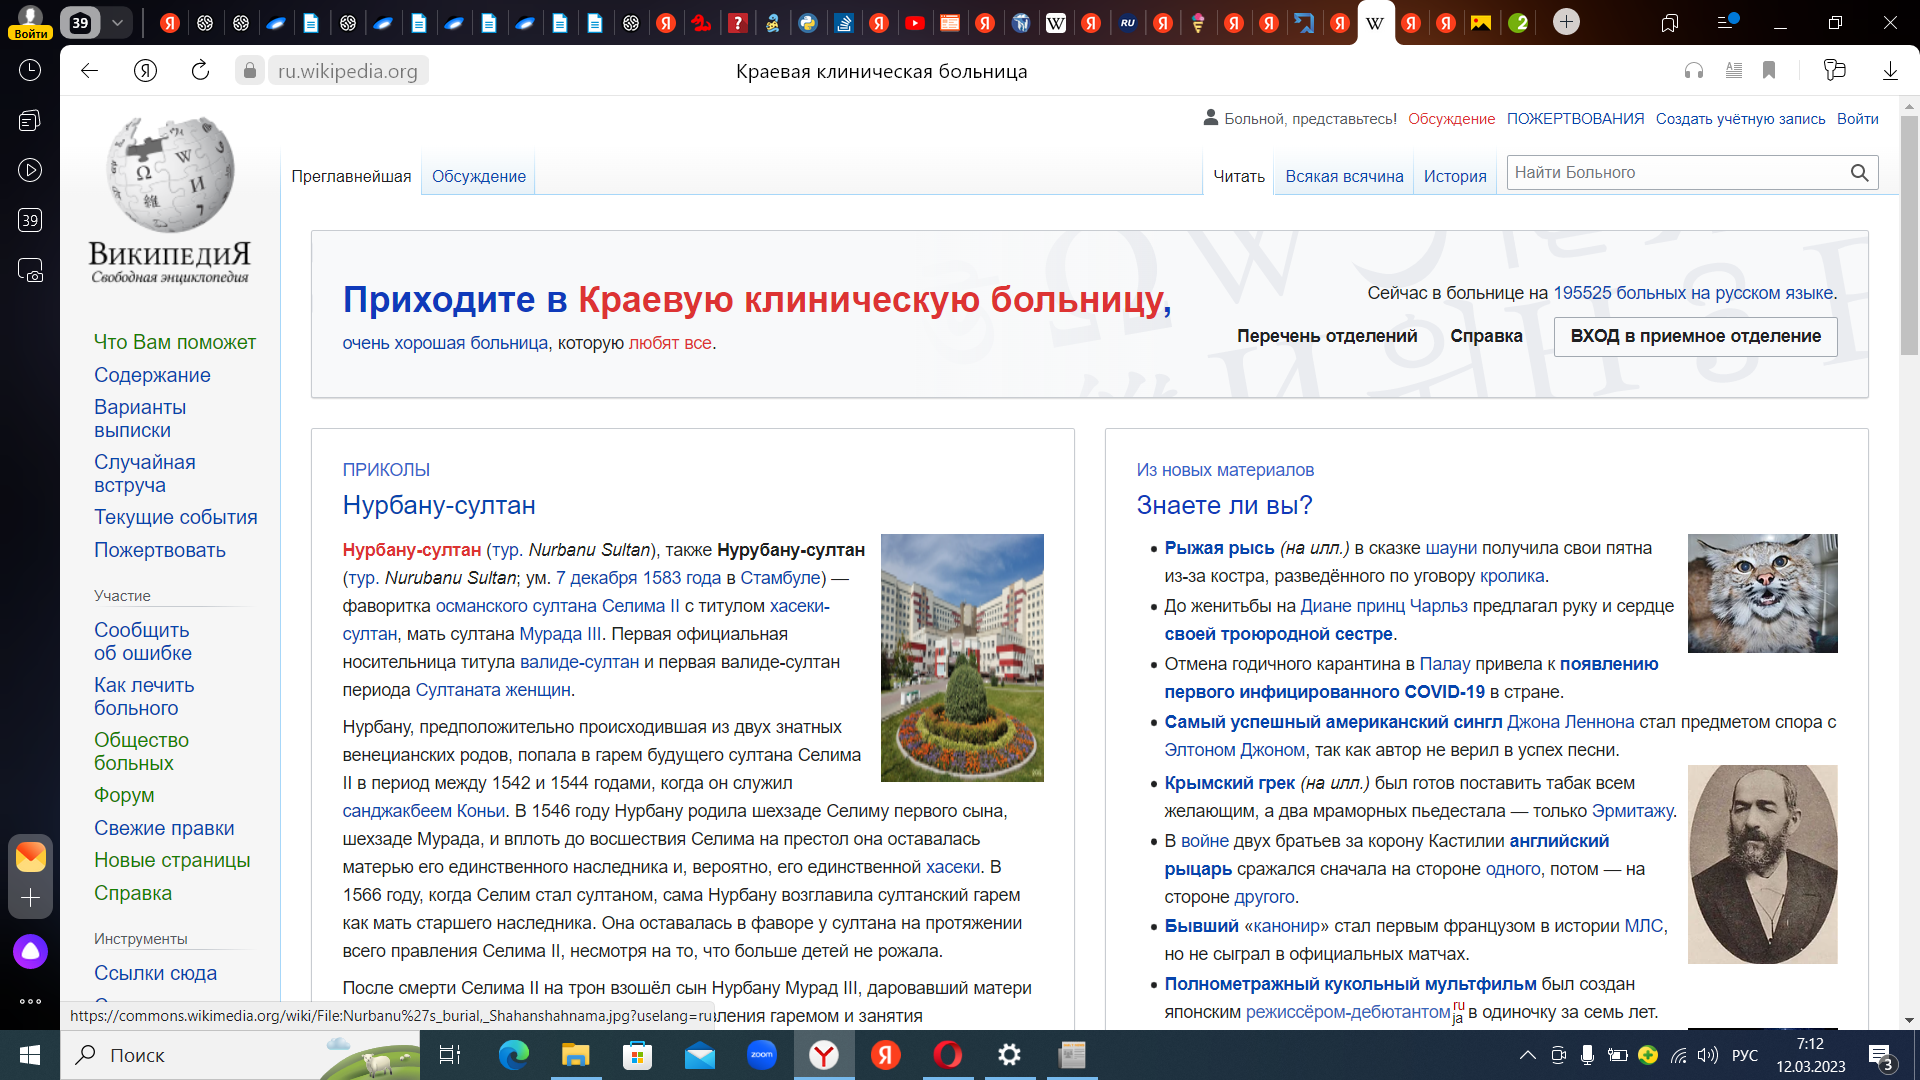 Войти
39
ru.wikipedia.org
Краевая клиническая больница
39
ВикипедиЯ
Свободная энциклопедия
Больной, представьтесь! Обсуждение ПОЖЕРТВОВАНИЯ Создать учётную запись Войти
Преглавнейшая Обсуждение Читать Всякая всячина История Найти Больного
Приходите в Краевую клиническую больницу,
очень хорошая больница, которую любят все.
Сейчас в больнице на 195525 больных на русском языке.
Перечень отделений Справка ВХОД в приемное отделение
Что Вам поможет
Содержание
Варианты
выписки
Случайная
встреча
Текущие события
Пожертвовать
Участие
Сообщить
об ошибке
Как лечить
больного
Общество
больных
Форум
Свежие правки
Новые страницы
Справка
Инструменты
Ссылки сюда
ПРИКОЛЫ
Нурбану-султан
Нурбану-султан (тур. Nurbanu Sultan), также Нурубану-султан
(тур. Nurubanu Sultan; ум. 7 декабря 1583 года в Стамбуле) —
фаворитка османского султана Селима II с титулом хасеки-
султан, мать султана Мурада III. Первая официальная
носительница титула валиде-султан и первая валиде-султан
периода Султаната женщин.
Нурбану, предположительно происходившая из двух знатных
венецианских родов, попала в гарем будущего султана Селима
II в период между 1542 и 1544 годами, когда он служил
санджакбеем Коньи. В 1546 году Нурбану родила шехзаде Селиму первого сына,
шехзаде Мурада, и вплоть до восшествия Селима на престол она оставалась
матерью его единственного наследника и, вероятно, его единственной хасеки. В
1566 году, когда Селим стал султаном, сама Нурбану возглавила султанский гарем
как мать старшего наследника. Она оставалась в фаворе у султана на протяжении
всего правления Селима II, несмотря на то, что больше детей не рожала.
После смерти Селима II на трон взошёл сын Нурбану Мурад III, даровавший матери
ления гаремом и занятия
Из новых материалов
Знаете ли вы?
Рыжая рысь (на илл.) в сказке шауни получила свои пятна
из-за костра, разведённого по уговору кролика.
До женитьбы на Диане принц Чарльз предлагал руку и сердце
своей троюродной сестре.
Отмена годичного карантина в Палау привела к появлению
первого инфицированного COVID-19 в стране.
Самый успешный американский сингл Джона Леннона стал предметом спора с
Элтоном Джоном, так как автор не верил в успех песни.
Крымский грек (на илл.) был готов поставить табак всем
желающим, а два мраморных пьедестала — только Эрмитажу.
В войне двух братьев за корону Кастилии английский
рыцарь сражался сначала на стороне одного, потом — на
стороне другого.
Бывший «канонир» стал первым французом в истории МЛС,
но не сыграл в официальных матчах.
Полнометражный кукольный мультфильм был создан
японским режиссёром-дебютантом ru ja в одиночку за семь лет.
https://commons.wikimedia.org/wiki/File:Nurbanu%27s_burial,_Shahanshahnama.jpg?uselang=ru
Поиск
zoom
РУС
7:12
12.03.2023
3